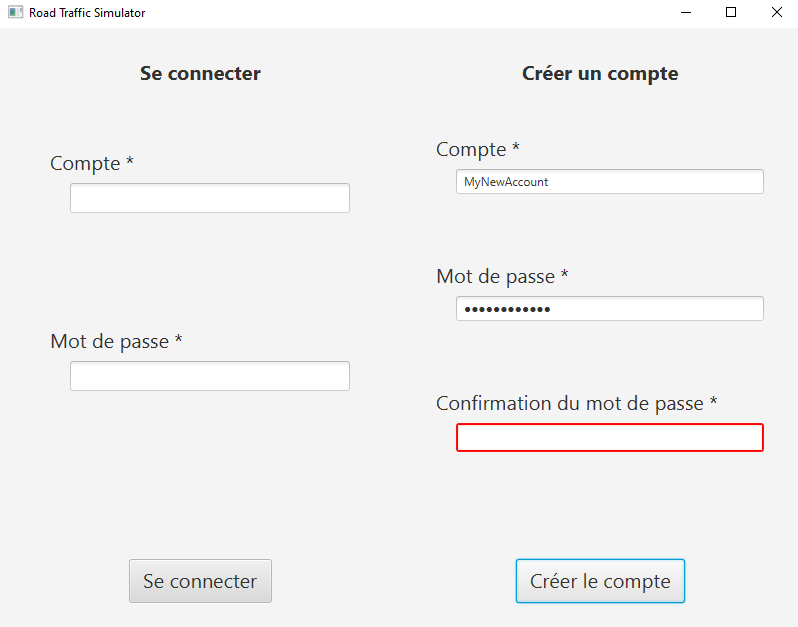 Road Traffic Simulator
Se connecter
Compte *
Mot de passe *
Se connecter
Créer un compte
Compte *
MyNewAccount
Mot de passe *
••••••••••••
Confirmation du mot de passe *
Créer le compte